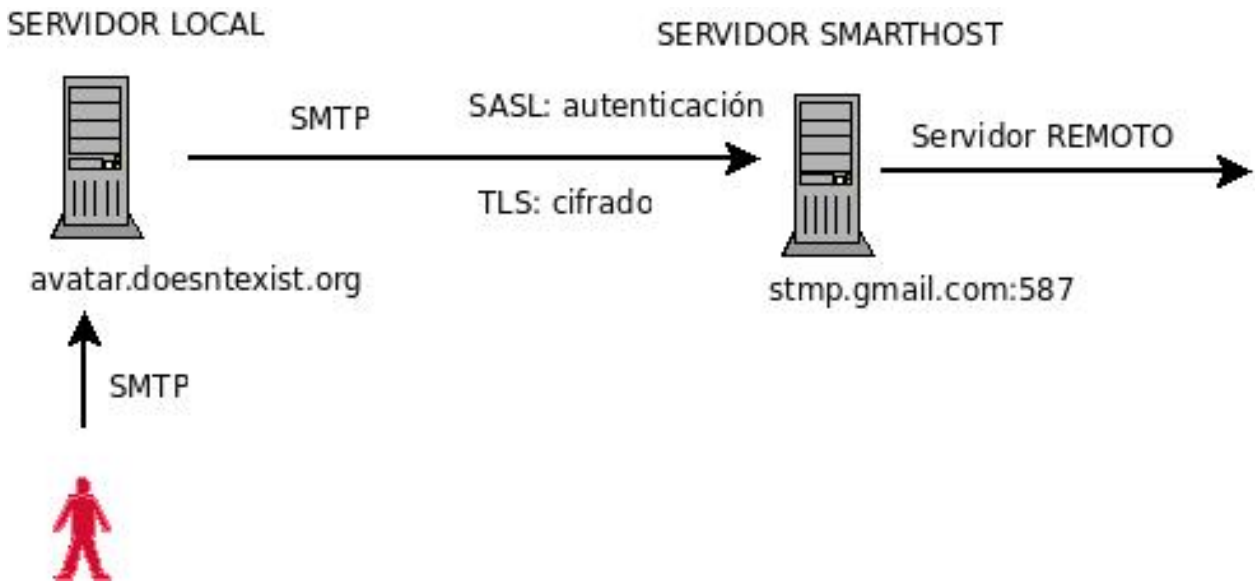 SERVIDOR LOCAL
SERVIDOR SMARTHOST
SMTP
SASL: autenticación
TLS: cifrado
Servidor REMOTO
avatar.doesntexist.org
stmp.gmail.com:587
SMTP